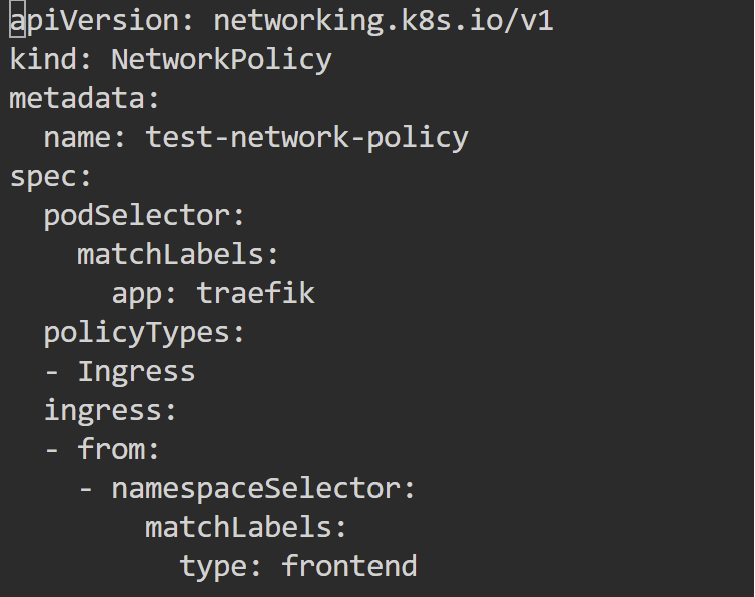 apiVersion: networking.k8s.io/v1
kind: NetworkPolicy
metadata:
  name: test-network-policy
spec:
  podSelector:
    matchLabels:
      app: traefik
  policyTypes:
  - Ingress
  ingress:
  - from:
    - namespaceSelector:
        matchLabels:
          type: frontend